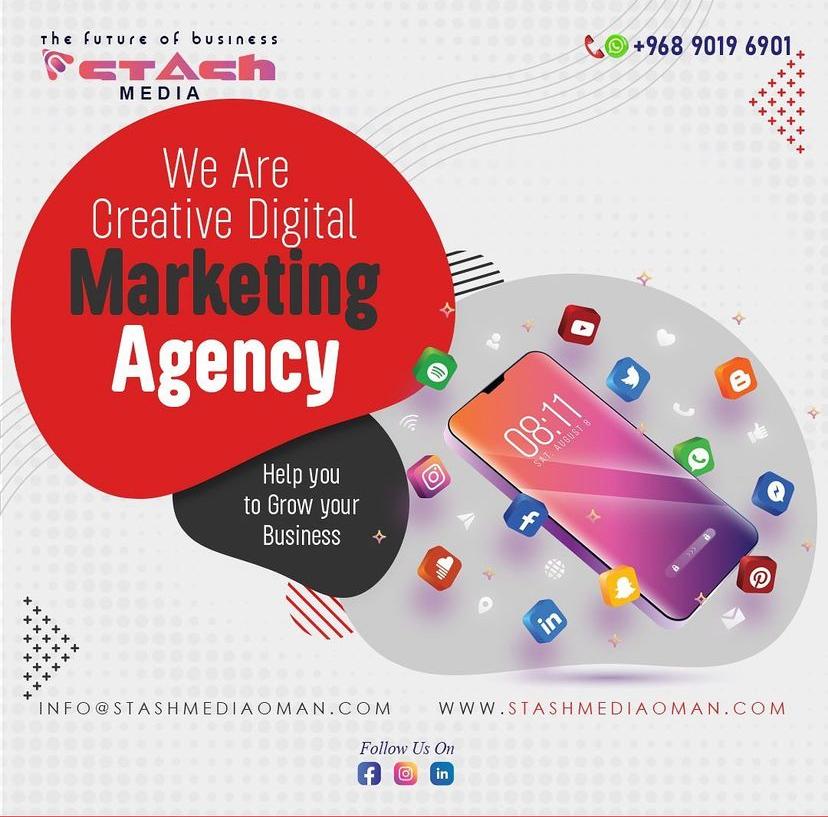 The future of business
STASH
MEDIA
+968 9019 6901
We Are
Creative Digital
Marketing
Agency
Help you
to Grow your
Business
08:11
SAT, AUGUST 8
INFO@STASHMEDIAOMAN.COM
WWW.STASHMEDIAOMAN.COM
Follow Us On